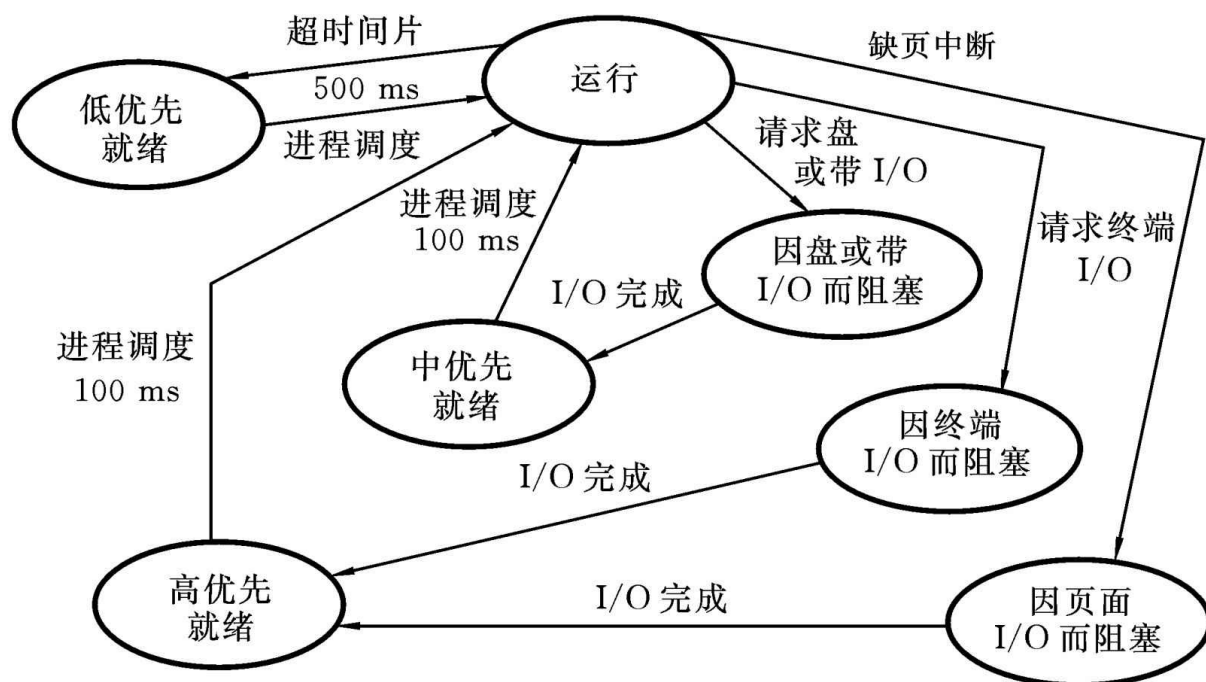 超时间片
运行
缺页中断
低优先
就绪
500 ms
进程调度
请求盘
或带 I/O
进程调度
100 ms
请求终端
I/O
因盘或带
I/O 而阻塞
I/O 完成
进程调度
100 ms
中优先
就绪
因终端
I/O 而阻塞
I/O 完成
高优先
就绪
I/O 完成
因页面
I/O 而阻塞